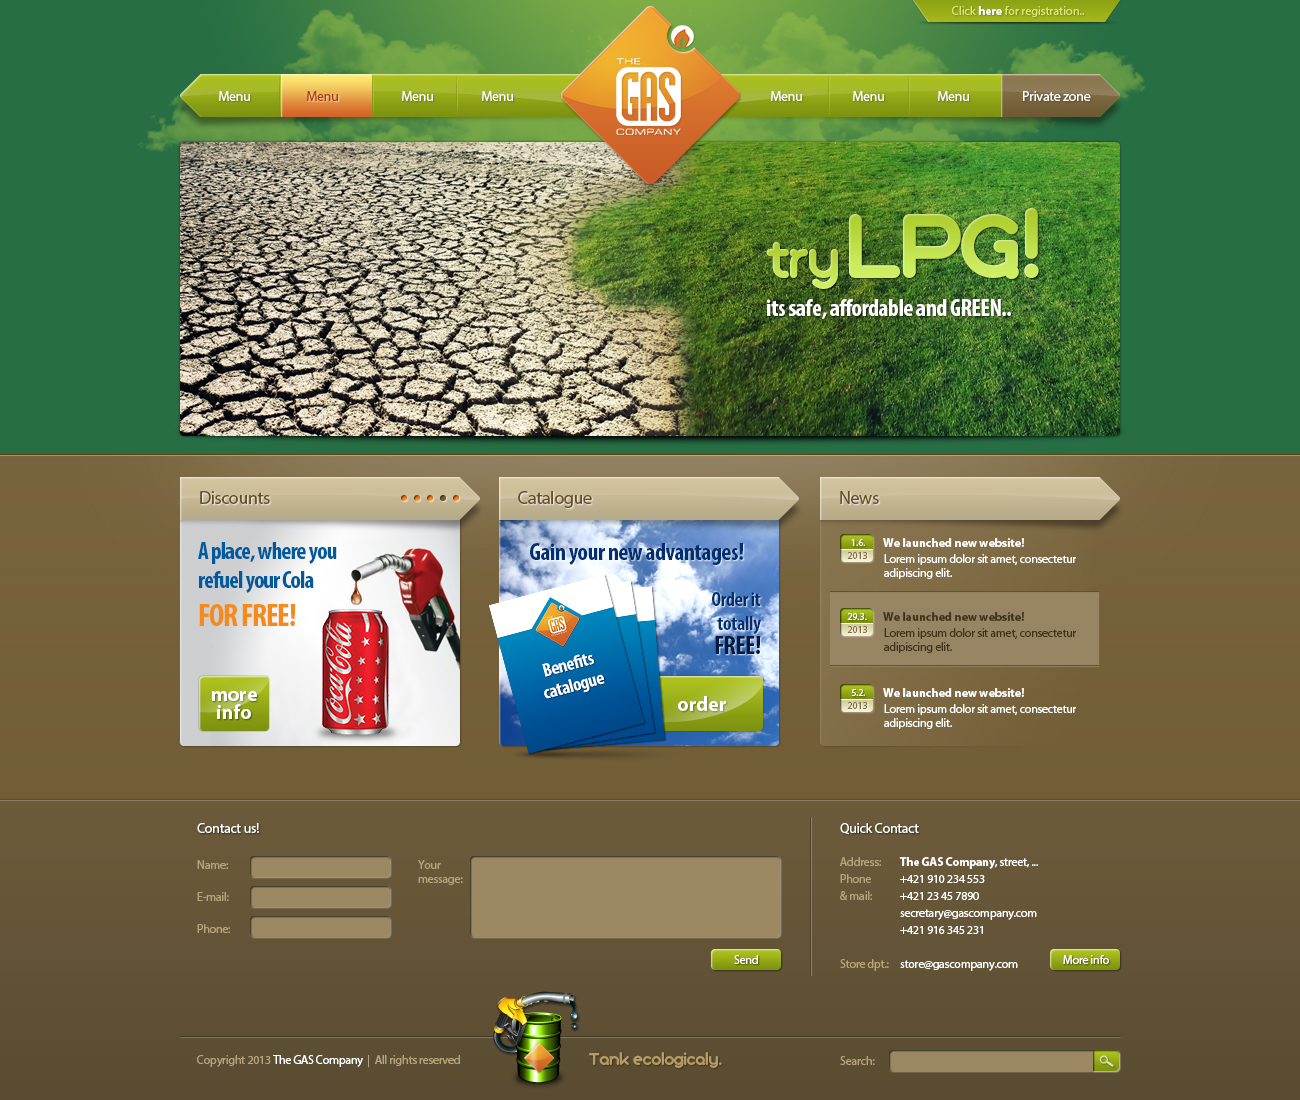 Click here for registration..
Menu
Menu
Menu
Menu
THE
GAS
COMPANY
Menu
Menu
Menu
Private zone
try LPG!
its safe, affordable and GREEN..
Discounts
A place, where you
refuel your Cola
FOR FREE!
Coca-Cola
more
info
Catalogue
Gain your new advantages!
Order it
totally
FREE!
GAS
Benefits
catalogue
order
News
1.6.
2013
We launched new website!
Lorem ipsum dolor sit amet, consectetur
adipiscing elit.
29.3.
2013
We launched new website!
Lorem ipsum dolor sit amet, consectetur
adipiscing elit.
5.2.
2013
We launched new website!
Lorem ipsum dolor sit amet, consectetur
adipiscing elit.
Contact us!
Name:
E-mail:
Phone:
Your
message:
Send
Quick Contact
Address: The GAS Company, street, ...
Phone +421 910 234 553
& mail: +421 23 45 7890
secretary@gascompany.com
+421 916 345 231
Store dpt.: store@gascompany.com
More info
Copyright 2013 The GAS Company | All rights reserved
Tank ecologicaly.
Search: